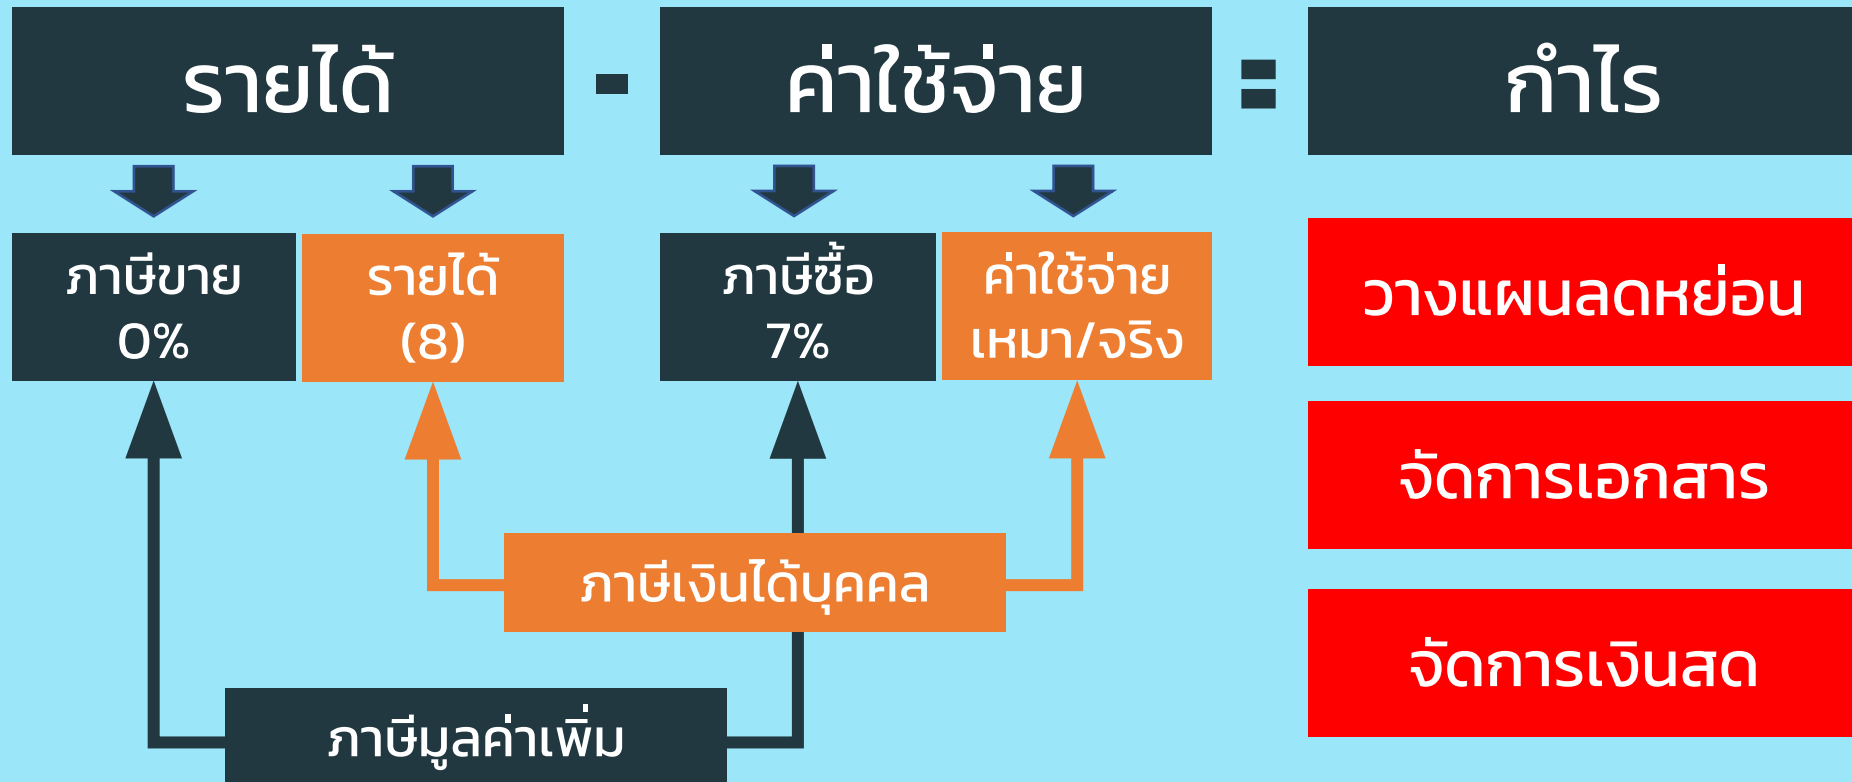 รายได้ - ค่าใช้จ่าย = กำไร
ภาษีขาย
0%
รายได้
(8)
ภาษีซื้อ
7%
ค่าใช้จ่าย
เหมา/จริง
วางแผนลดหย่อน
จัดการเอกสาร
ภาษีเงินได้บุคคล
จัดการเงินสด
ภาษีมูลค่าเพิ่ม